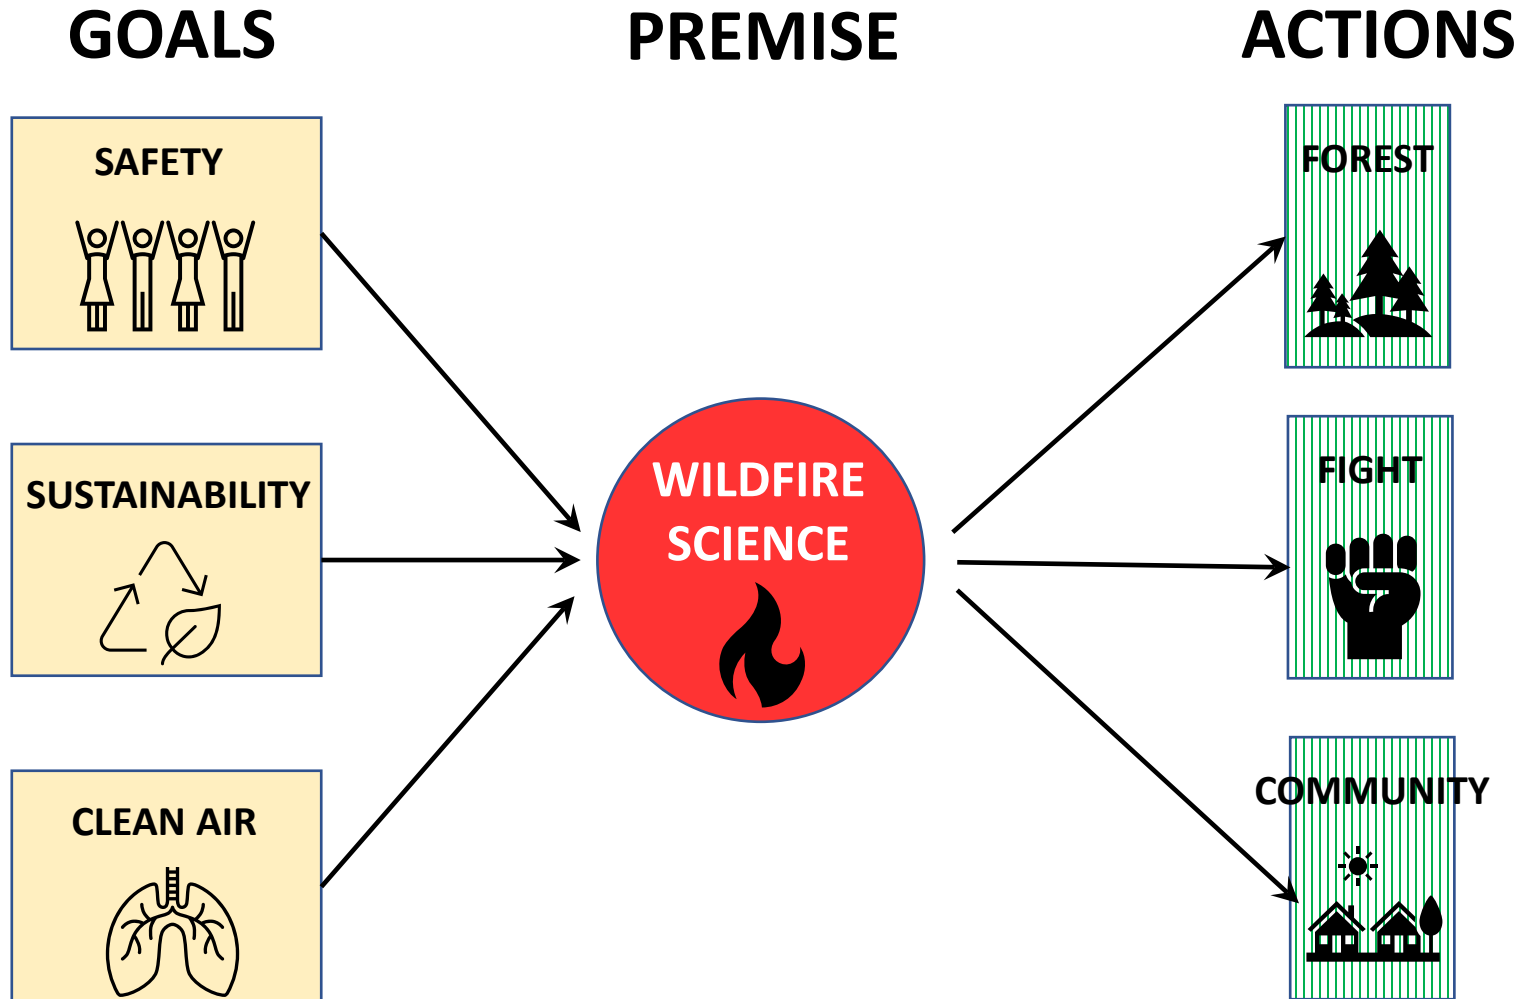 GOALS
PREMISE
ACTIONS
SAFETY
SUSTAINABILITY
CLEAN AIR
WILDFIRE
SCIENCE
FOREST
FIGHT
COMMUNITY